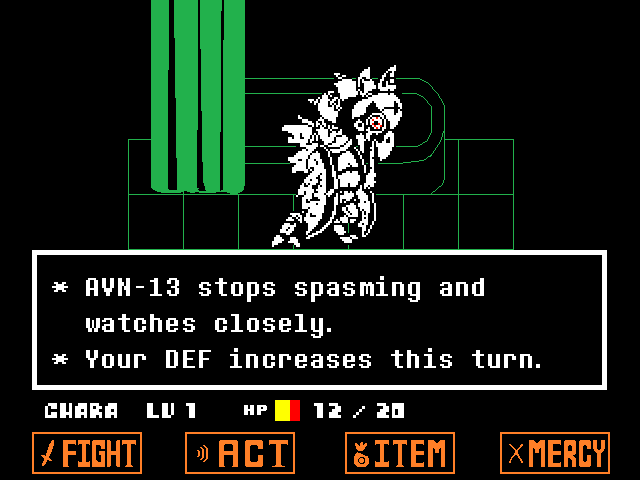 * AVN-13 stops spasming and
watches closely.
* Your DEF increases this turn.
CHARA LV 1 HP 12 / 20
FIGHT ACT ITEM MERCY